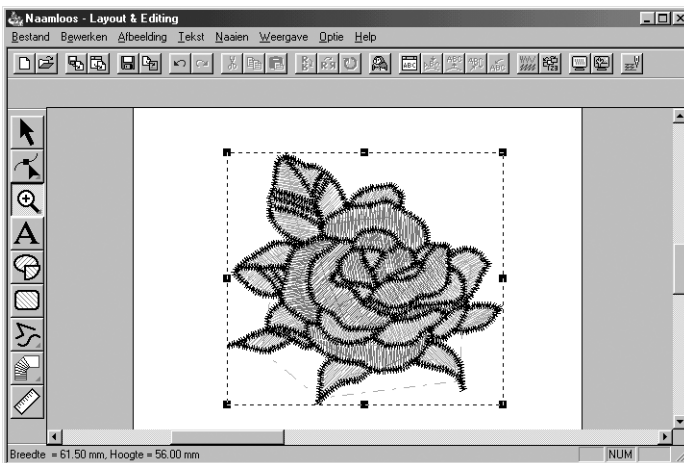 Naamloos - Layout & Editing
Bestand Bewerken Afbeelding Tekst Naaien Weergave Optie Help
A
Breedte = 61.50 mm, Hoogte = 56.00 mm NUM